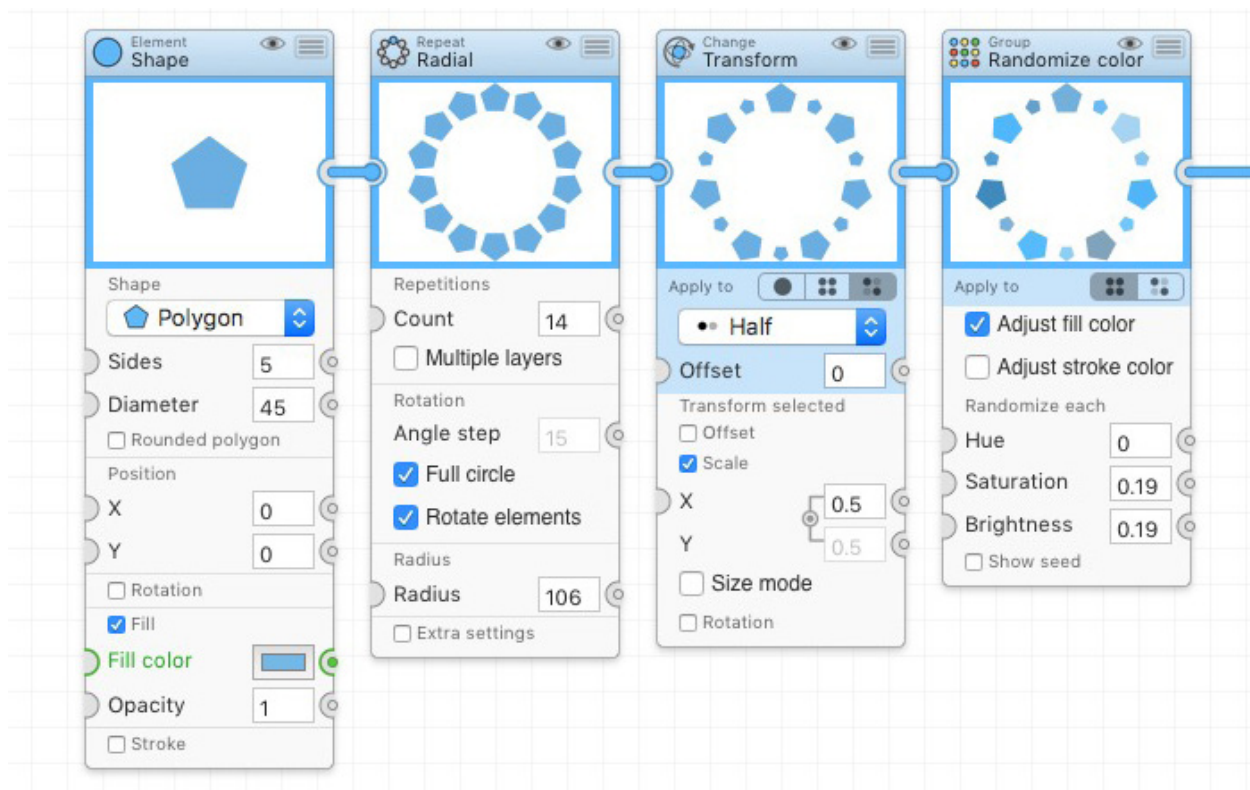 Element
Shape
Shape
Polygon
Sides 5
Diameter 45
Rounded polygon
Position
X 0
Y 0
Rotation
Fill
Fill color
Opacity 1
Stroke
Repeat
Radial
Repetitions
Count 14
Multiple layers
Rotation
Angle step 15
Full circle
Rotate elements
Radius
Radius 106
Extra settings
Change
Transform
Apply to
Half
Offset 0
Transform selected
Offset
Scale
X 0.5
Y 0.5
Size mode
Rotation
Group
Randomize color
Apply to
Adjust fill color
Adjust stroke color
Randomize each
Hue 0
Saturation 0.19
Brightness 0.19
Show seed